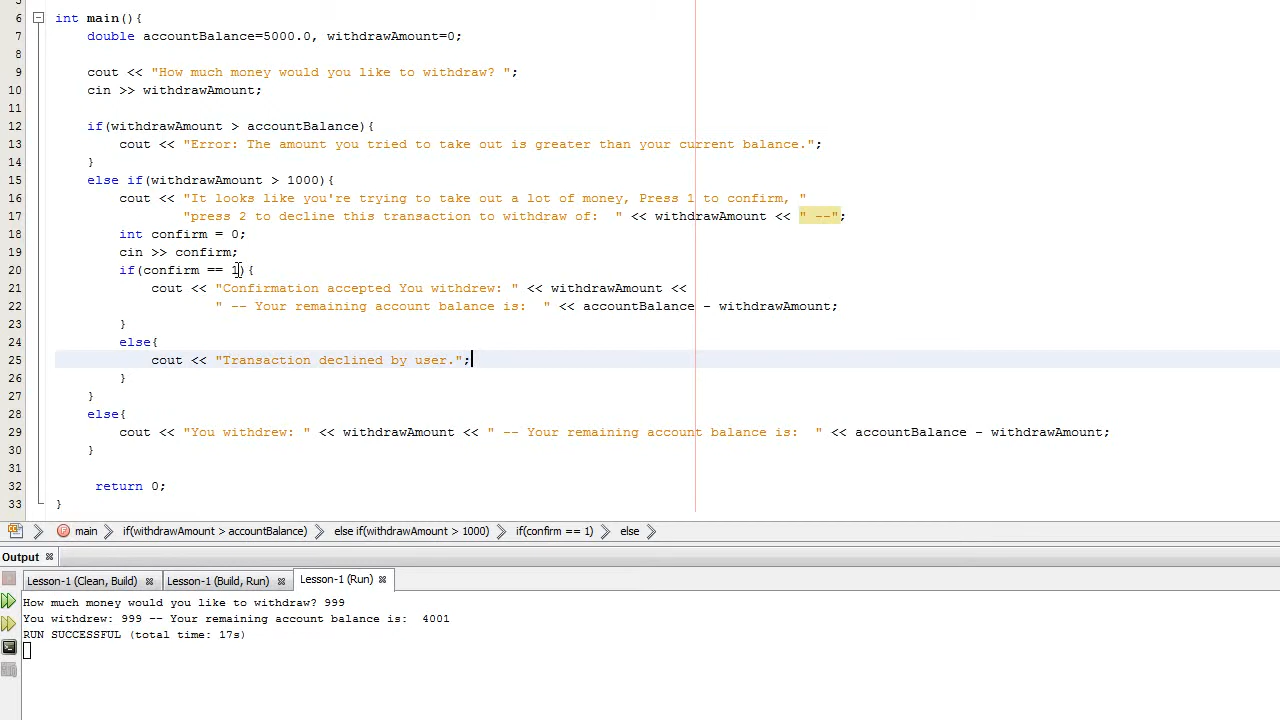 5
6 int main(){
7 double accountBalance=5000.0, withdrawAmount=0;
8
9 cout << "How much money would you like to withdraw? ";
10 cin >> withdrawAmount;
11
12 if(withdrawAmount > accountBalance){
13 cout << "Error: The amount you tried to take out is greater than your current balance.";
14 }
15 else if(withdrawAmount > 1000){
16 cout << "It looks like you're trying to take out a lot of money, Press 1 to confirm, "
17 "press 2 to decline this transaction to withdraw of:  " << withdrawAmount << " --";
18 int confirm = 0;
19 cin >> confirm;
20 if(confirm == 1){
21 cout << "Confirmation accepted You withdrew: " << withdrawAmount <<
22 " -- Your remaining account balance is:  " << accountBalance - withdrawAmount;
23 }
24 else{
25 cout << "Transaction declined by user.";
26 }
27 }
28 else{
29 cout << "You withdrew: " << withdrawAmount << " -- Your remaining account balance is:  " << accountBalance - withdrawAmount;
30 }
31
32 return 0;
33 }
main if(withdrawAmount > accountBalance) else if(withdrawAmount > 1000) if(confirm == 1) else
Output
Lesson-1 (Clean, Build) Lesson-1 (Build, Run) Lesson-1 (Run)
How much money would you like to withdraw? 999
You withdrew: 999 -- Your remaining account balance is:  4001
RUN SUCCESSFUL (total time: 17s)